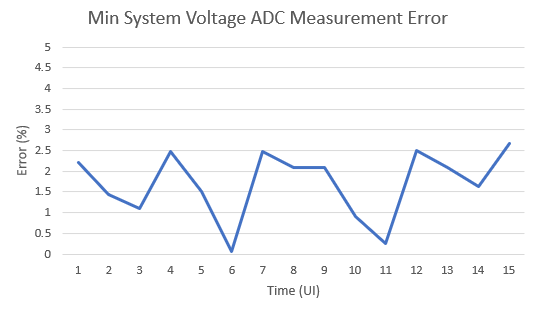 Min System Voltage ADC Measurement Error
5
4.5
4
3.5
3
2.5
2
1.5
1
0.5
0
Error (%)
1 2 3 4 5 6 7 8 9 10 11 12 13 14 15
Time (UI)